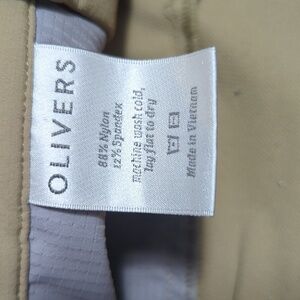 OLIVERS
88% Nylon
12% Spandex
Machine wash cold,
lay flat to dry
Made in Vietnam